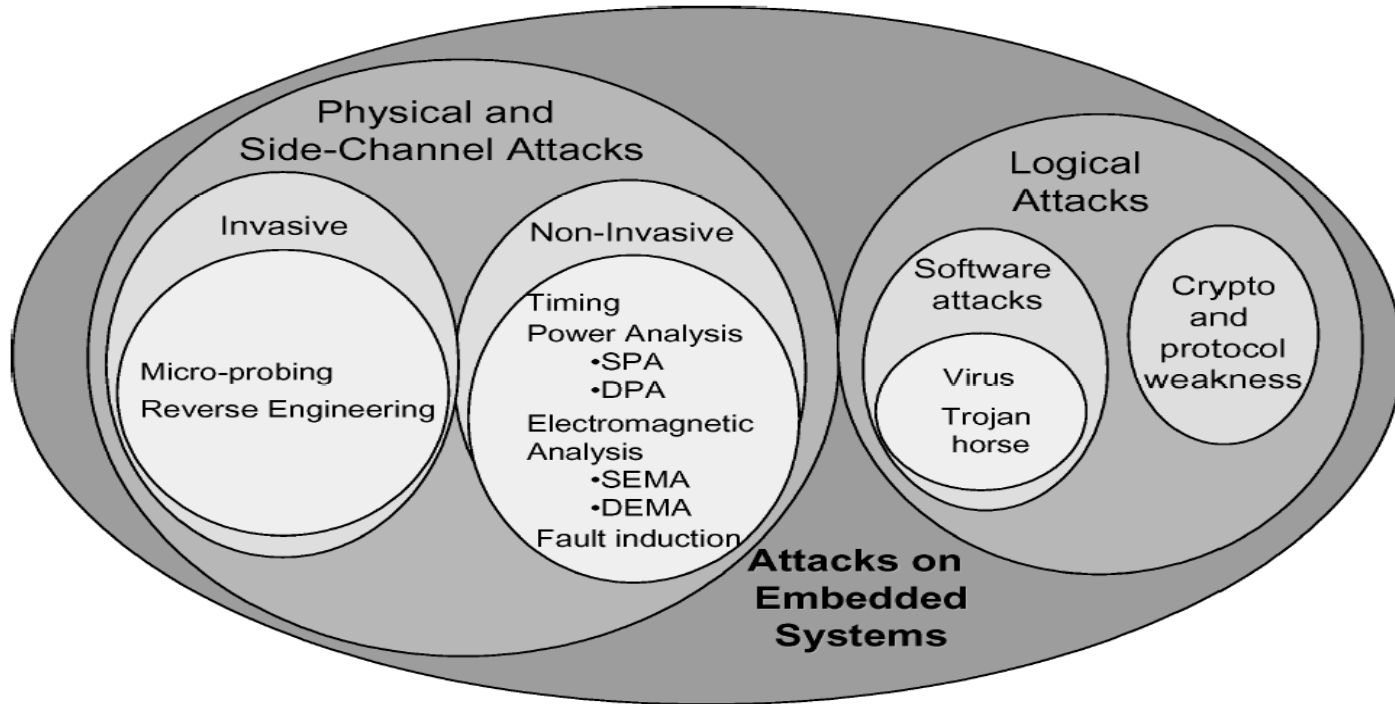 Physical and
Side-Channel Attacks
Invasive
Micro-probing
Reverse Engineering
Non-Invasive
Timing
Power Analysis
•SPA
•DPA
Electromagnetic
Analysis
•SEMA
•DEMA
Fault induction
Logical
Attacks
Software
attacks
Virus
Trojan
horse
Crypto
and
protocol
weakness
Attacks on
Embedded
Systems